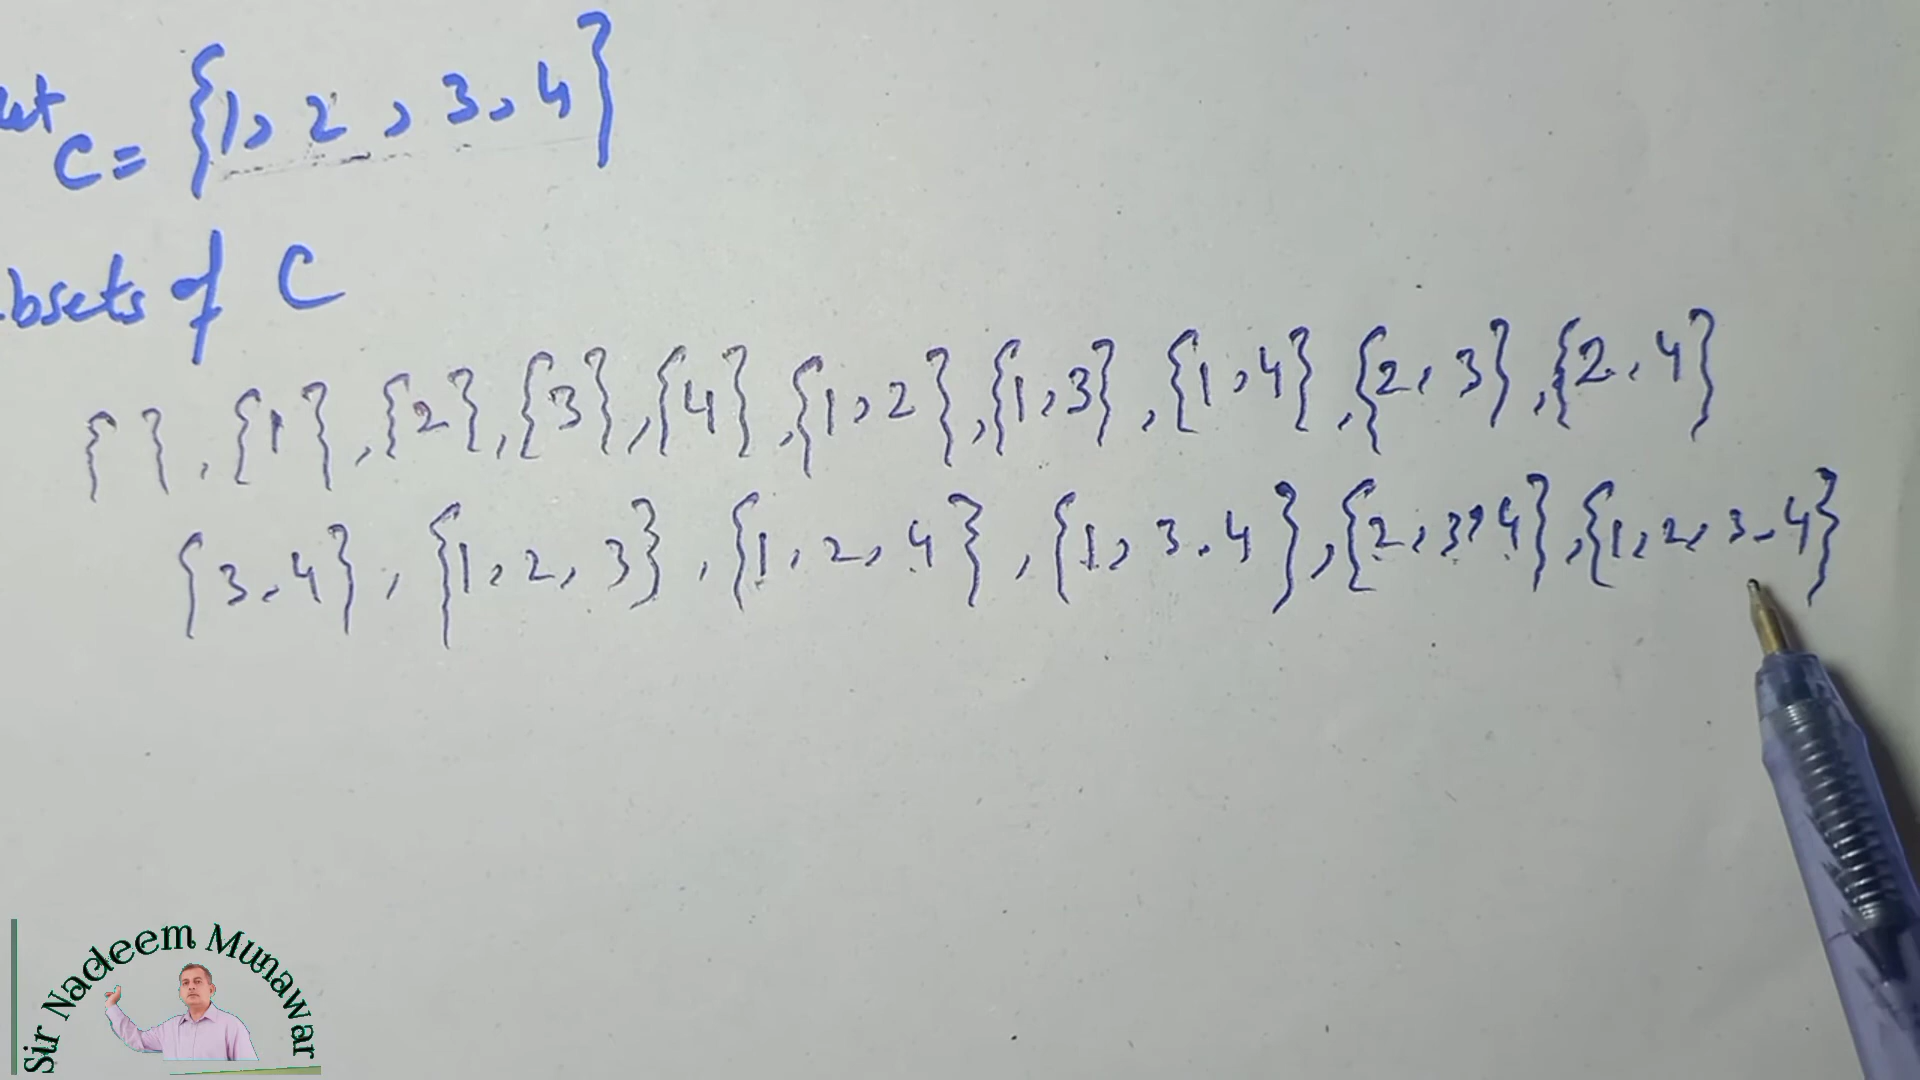 Let
C = {1, 2, 3, 4}
bsets of C
{ }, {1}, {2}, {3}, {4}, {1, 2}, {1, 3}, {1, 4}, {2, 3}, {2, 4}
{3, 4}, {1, 2, 3}, {1, 2, 4}, {1, 3, 4}, {2, 3, 4}, {1, 2, 3, 4}
Sir Nadeem Munawar